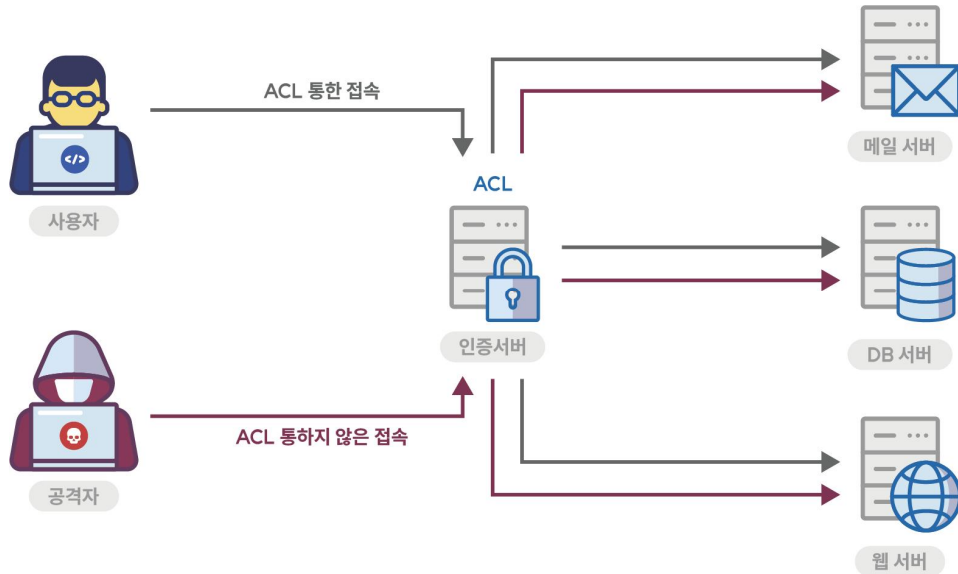 ACL 통한 접속
메일 서버
ACL
</>
사용자
인증서버
DB 서버
ACL 통하지 않은 접속
공격자
웹 서버